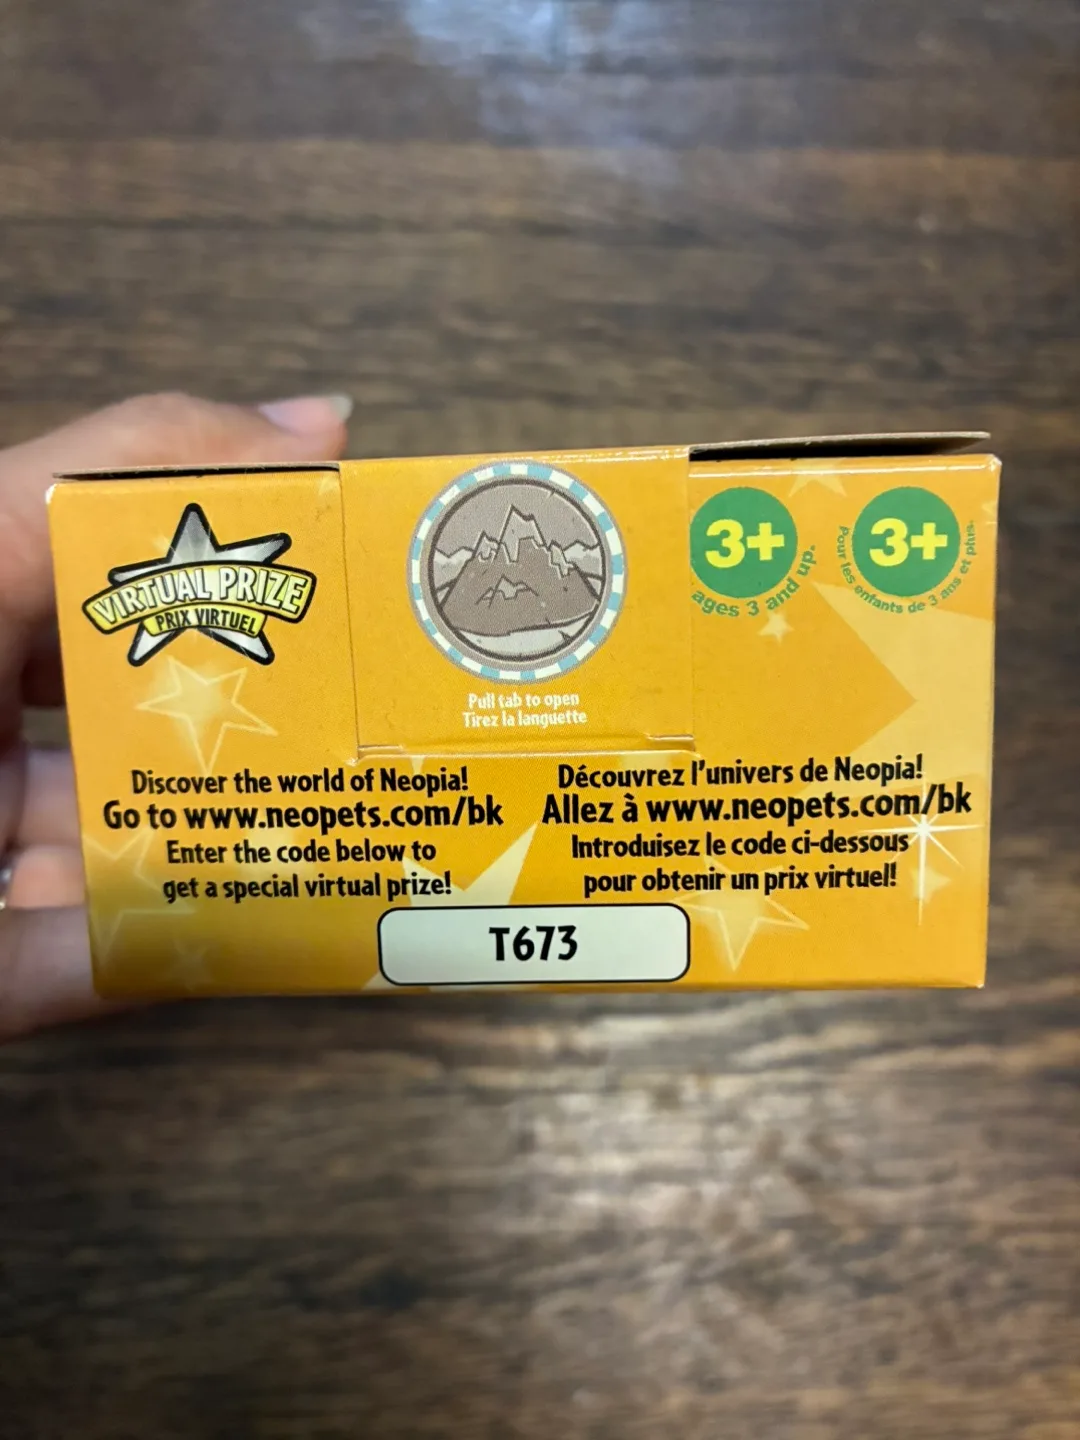 VIRTUAL PRIZE
PRIX VIRTUEL
Pull tab to open
Tirez la languette
3+
ages 3 and up.
3+
Pour les enfants de 3 ans et plus.
Discover the world of Neopia!
Go to www.neopets.com/bk
Enter the code below to
get a special virtual prize!
Découvrez l'univers de Neopia!
Allez à www.neopets.com/bk
Introduisez le code ci-dessous
pour obtenir un prix virtuel!
T673